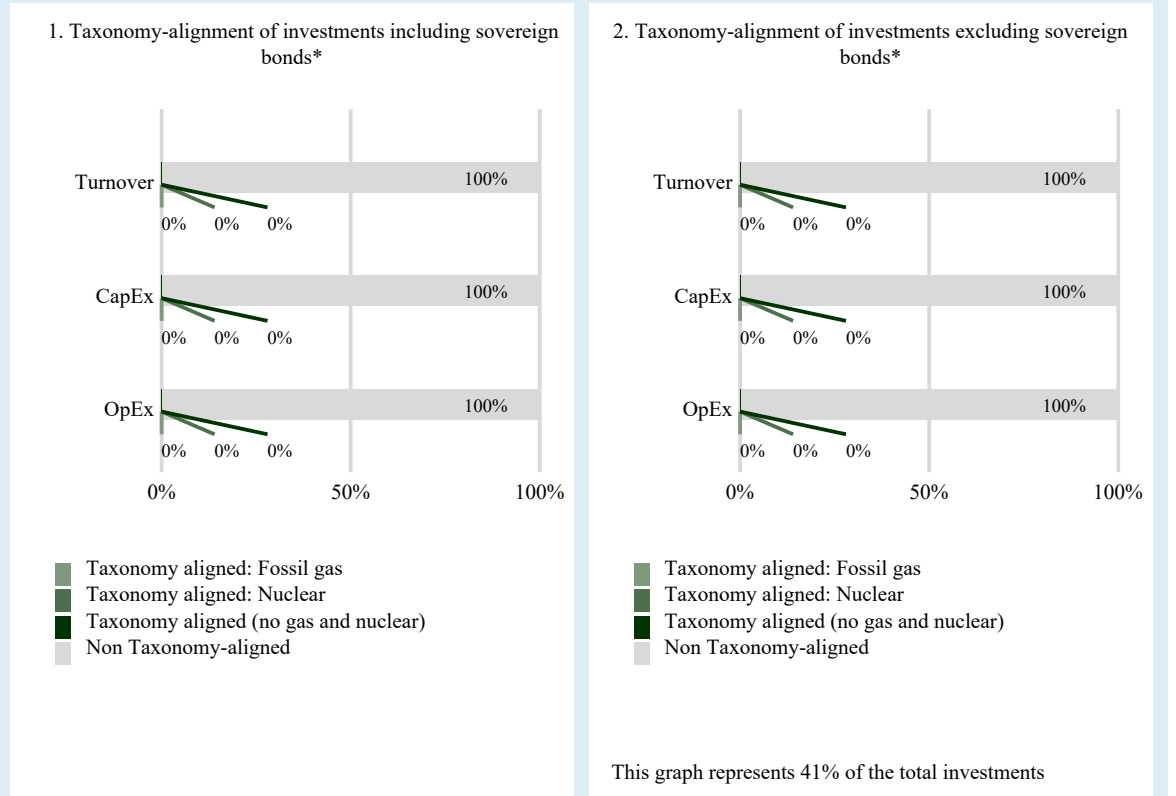 1. Taxonomy-alignment of investments including sovereign
bonds*
Turnover
100%
0% 0% 0%
CapEx
100%
0% 0% 0%
OpEx
100%
0% 0% 0%
0% 50% 100%
Taxonomy aligned: Fossil gas
Taxonomy aligned: Nuclear
Taxonomy aligned (no gas and nuclear)
Non Taxonomy-aligned
2. Taxonomy-alignment of investments excluding sovereign
bonds*
Turnover
100%
0% 0% 0%
CapEx
100%
0% 0% 0%
OpEx
100%
0% 0% 0%
0% 50% 100%
Taxonomy aligned: Fossil gas
Taxonomy aligned: Nuclear
Taxonomy aligned (no gas and nuclear)
Non Taxonomy-aligned
This graph represents 41% of the total investments